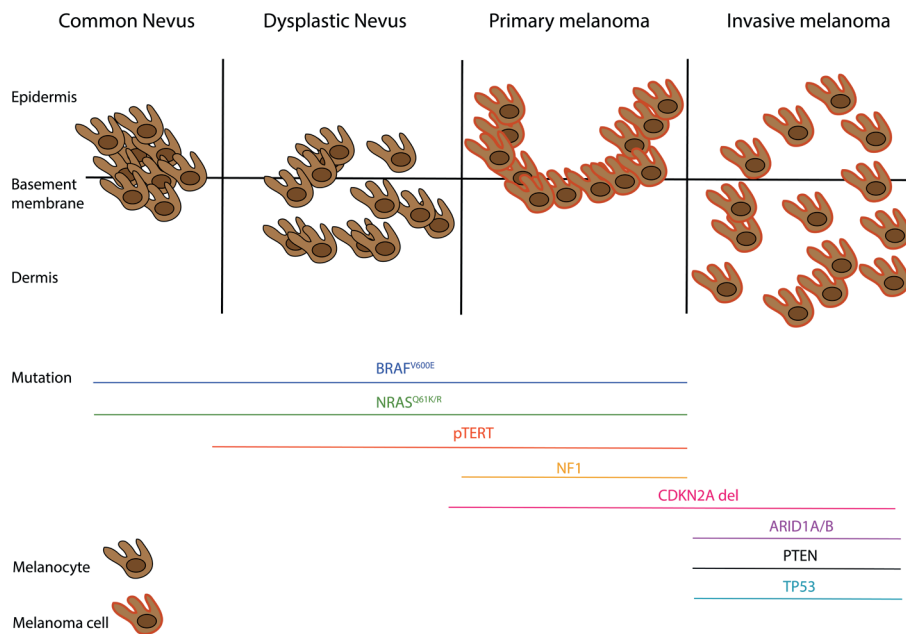 Common Nevus
Dysplastic Nevus
Primary melanoma
Invasive melanoma
Epidermis
Basement
membrane
Dermis
Mutation
BRAFV600E
NRASQ61K/R
pTERT
NF1
CDKN2A del
ARID1A/B
PTEN
TP53
Melanocyte
Melanoma cell